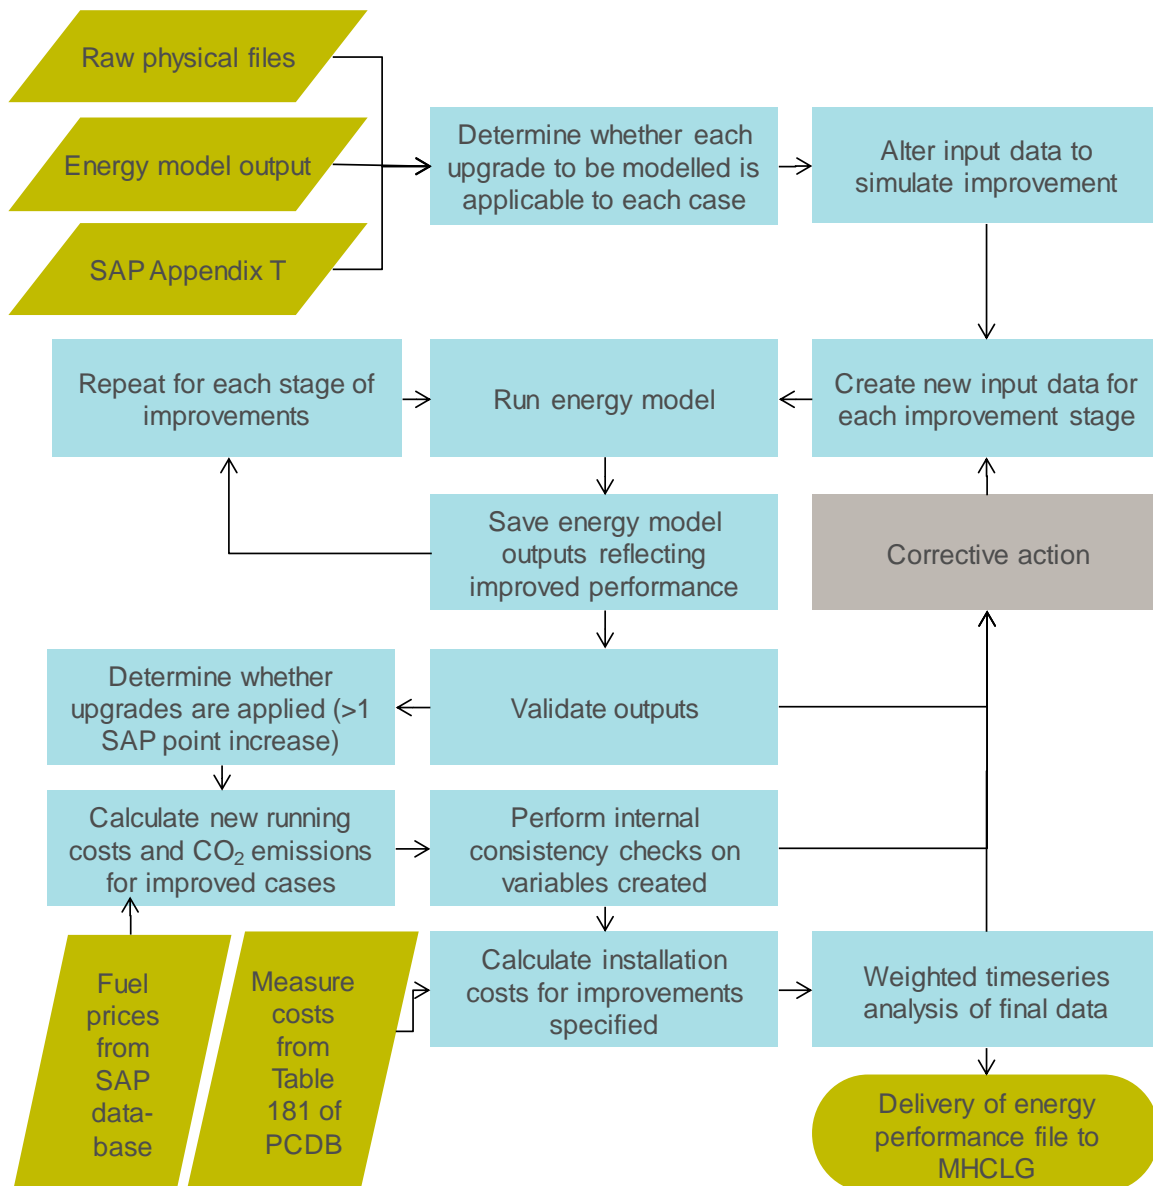 Raw physical files
Energy model output
SAP Appendix T
Determine whether each
upgrade to be modelled is
applicable to each case
Alter input data to
simulate improvement
Repeat for each stage of
improvements
Run energy model
Create new input data for
each improvement stage
Save energy model
outputs reflecting
improved performance
Corrective action
Determine whether
upgrades are applied (>1
SAP point increase)
Validate outputs
Calculate new running
costs and CO₂ emissions
for improved cases
Perform internal
consistency checks on
variables created
Fuel
prices
from
SAP
data-
base
Measure
costs
from
Table
181 of
PCDB
Calculate installation
costs for improvements
specified
Weighted timeseries
analysis of final data
Delivery of energy
performance file to
MHCLG